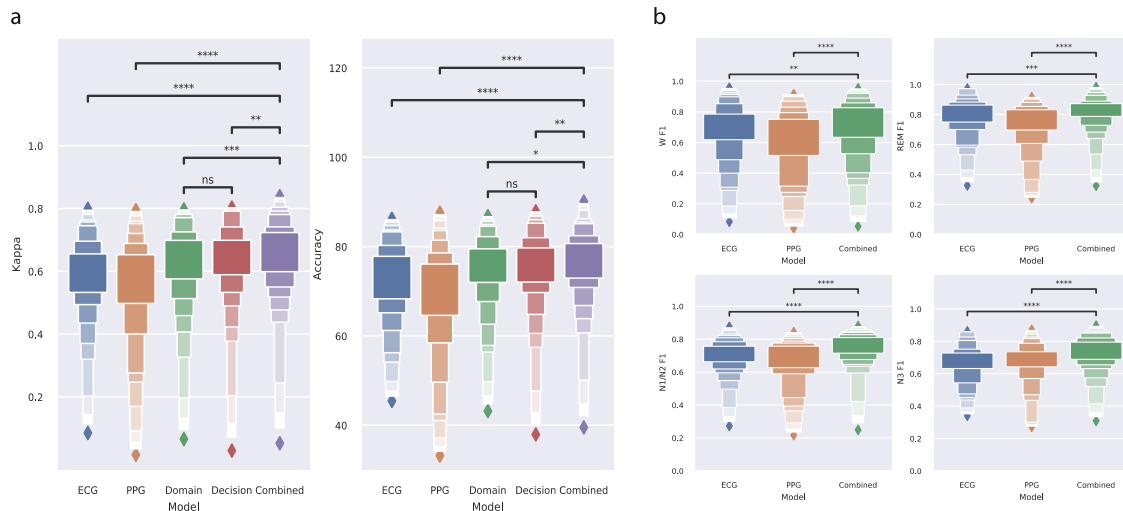 a
****
****
**
***
ns
1.0
0.8
0.6
0.4
0.2
Kappa
ECG PPG Domain Decision Combined
Model
****
****
**
*
ns
120
100
80
60
40
Accuracy
ECG PPG Domain Decision Combined
Model
b
****
**
1.0
0.8
0.6
0.4
0.2
0.0
W F1
ECG PPG Combined
Model
****
***
1.0
0.8
0.6
0.4
0.2
0.0
REM F1
ECG PPG Combined
Model
****
****
1.0
0.8
0.6
0.4
0.2
0.0
N1/N2 F1
ECG PPG Combined
Model
****
****
1.0
0.8
0.6
0.4
0.2
0.0
N3 F1
ECG PPG Combined
Model